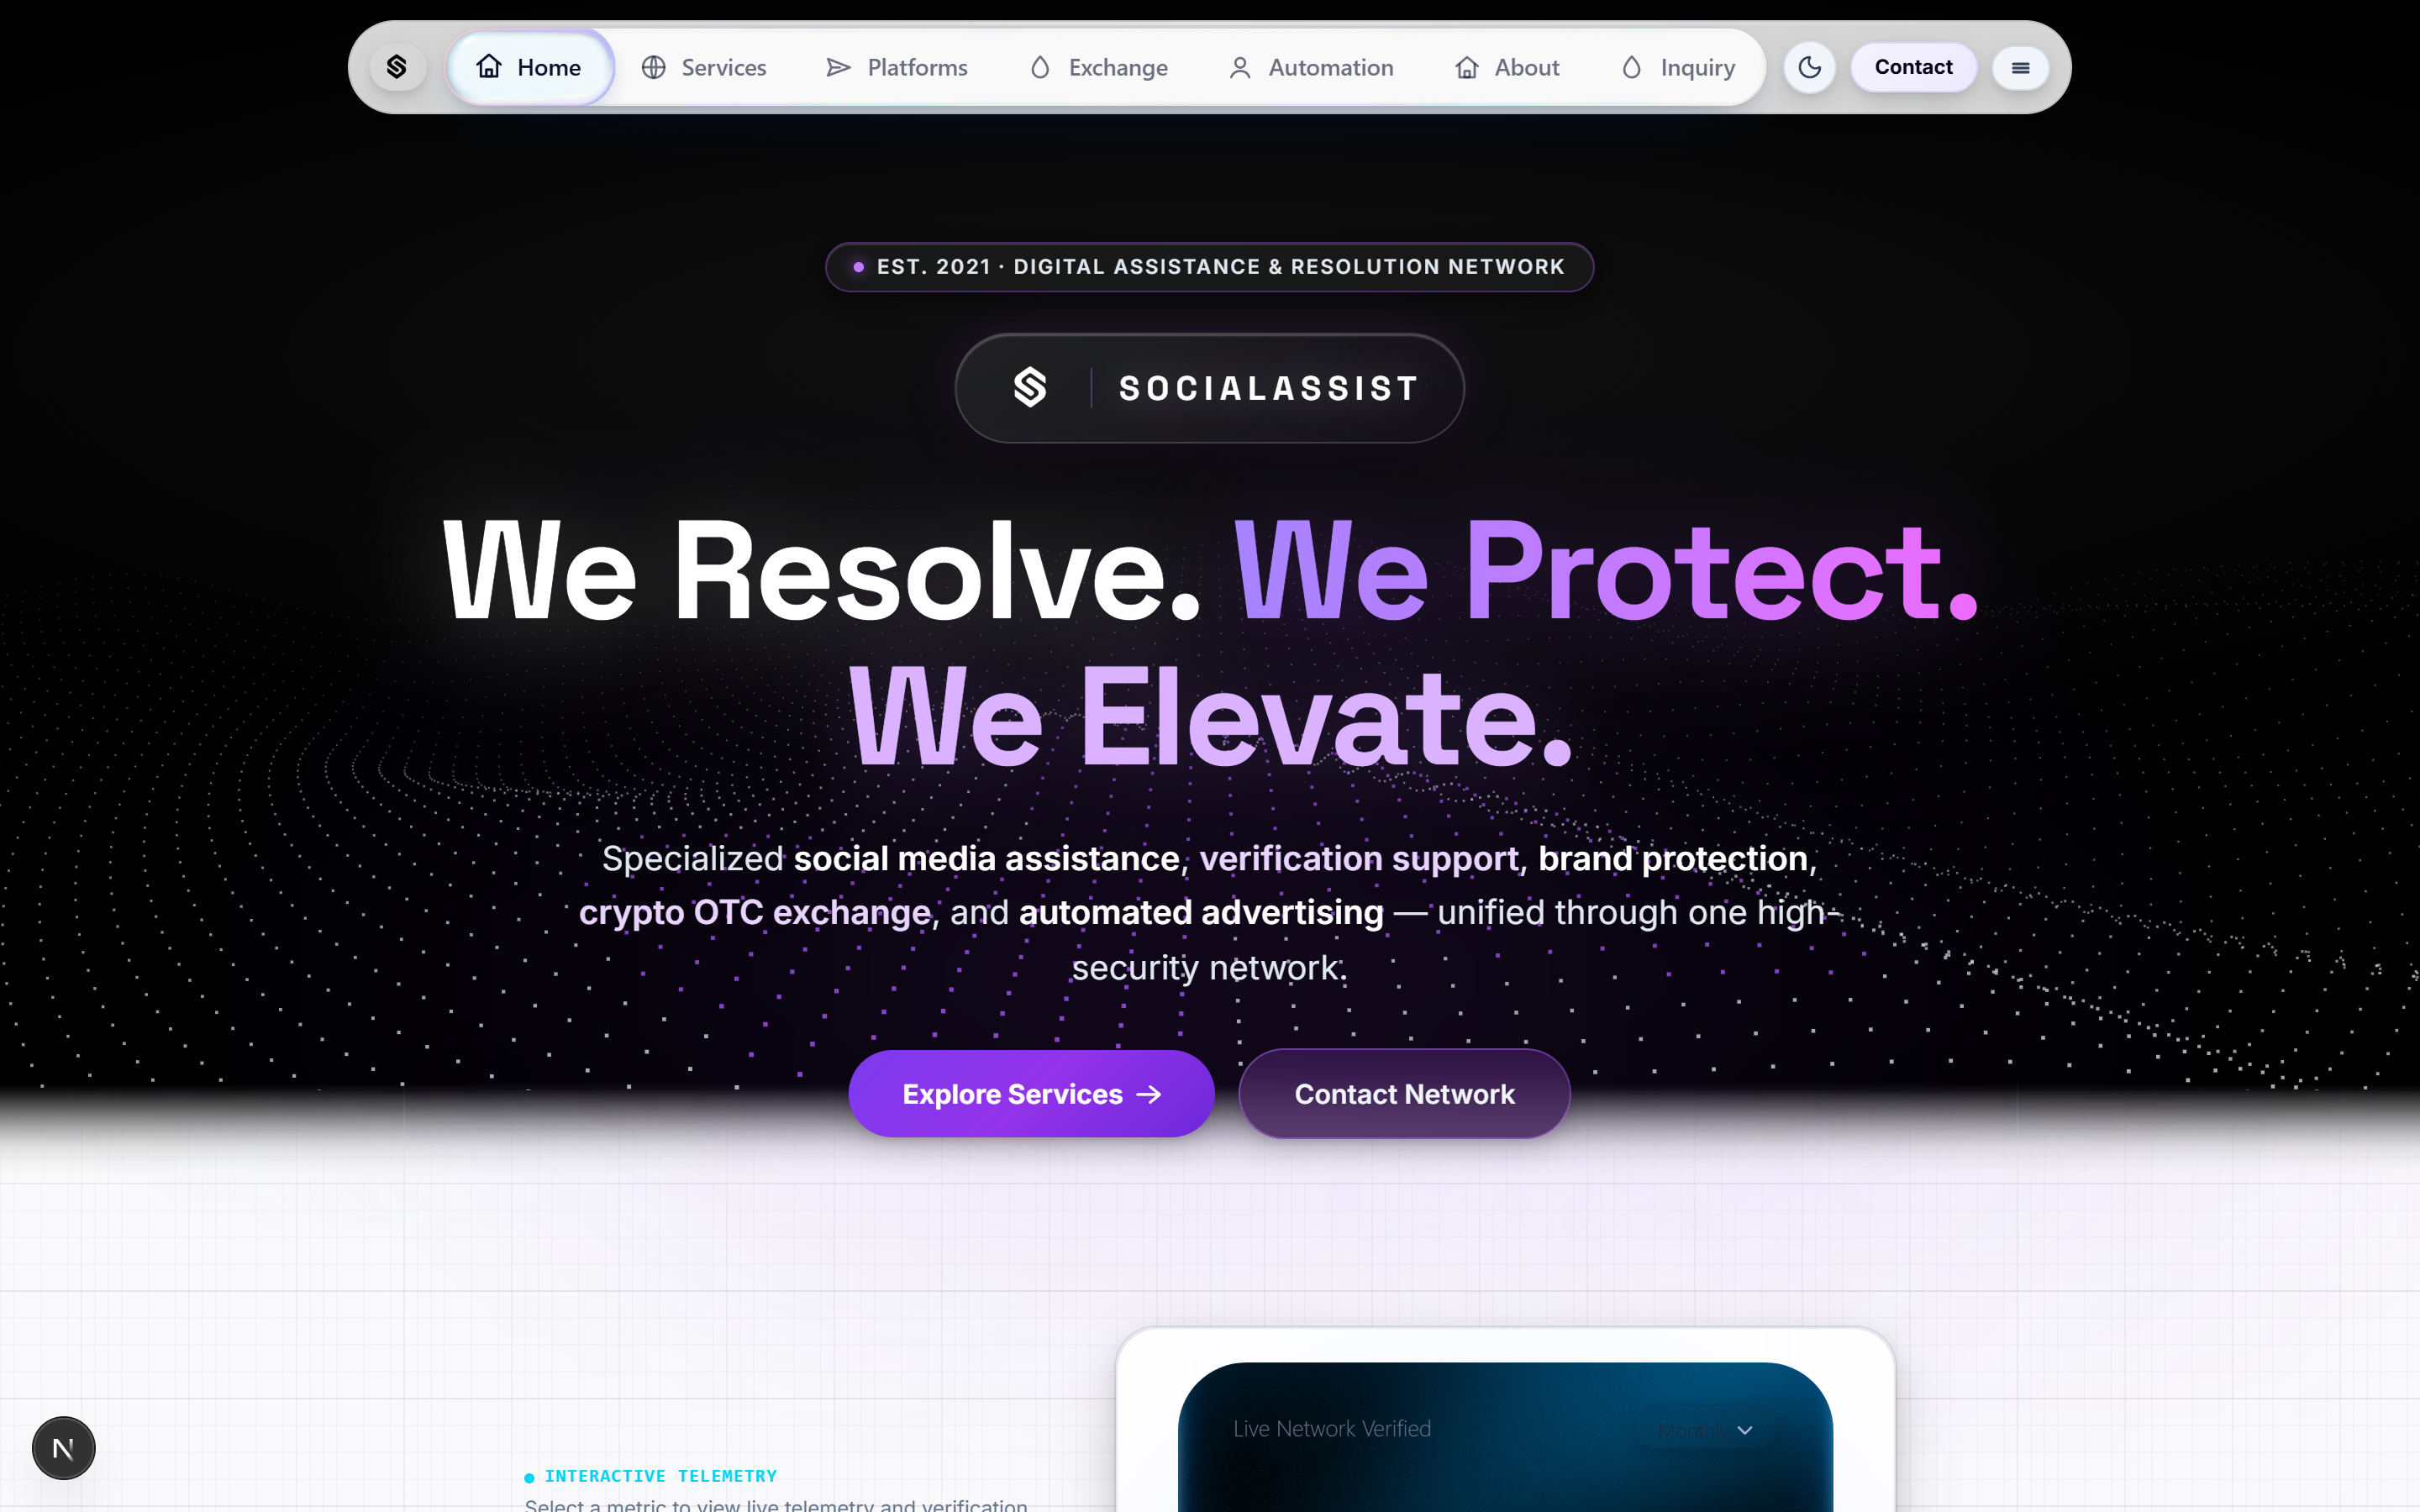 Home
Services
Platforms
Exchange
Automation
About
Inquiry
Contact
EST. 2021 · DIGITAL ASSISTANCE & RESOLUTION NETWORK
SOCIALASSIST
We Resolve. We Protect.
We Elevate.
Specialized social media assistance, verification support, brand protection,
crypto OTC exchange, and automated advertising — unified through one high-
security network.
Explore Services →
Contact Network
Live Network Verified
Monthly
INTERACTIVE TELEMETRY
Select a metric to view live telemetry and verification